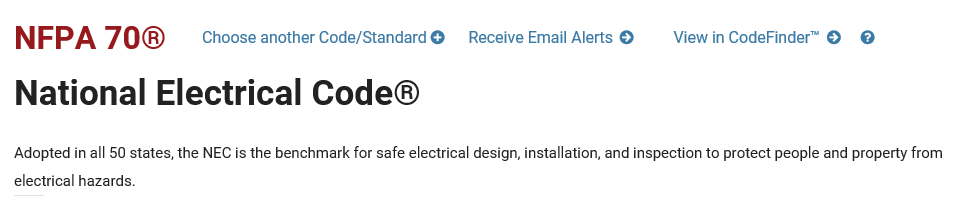 NFPA 70® Choose another Code/Standard Receive Email Alerts View in CodeFinder™ ?
National Electrical Code®
Adopted in all 50 states, the NEC is the benchmark for safe electrical design, installation, and inspection to protect people and property from
electrical hazards.